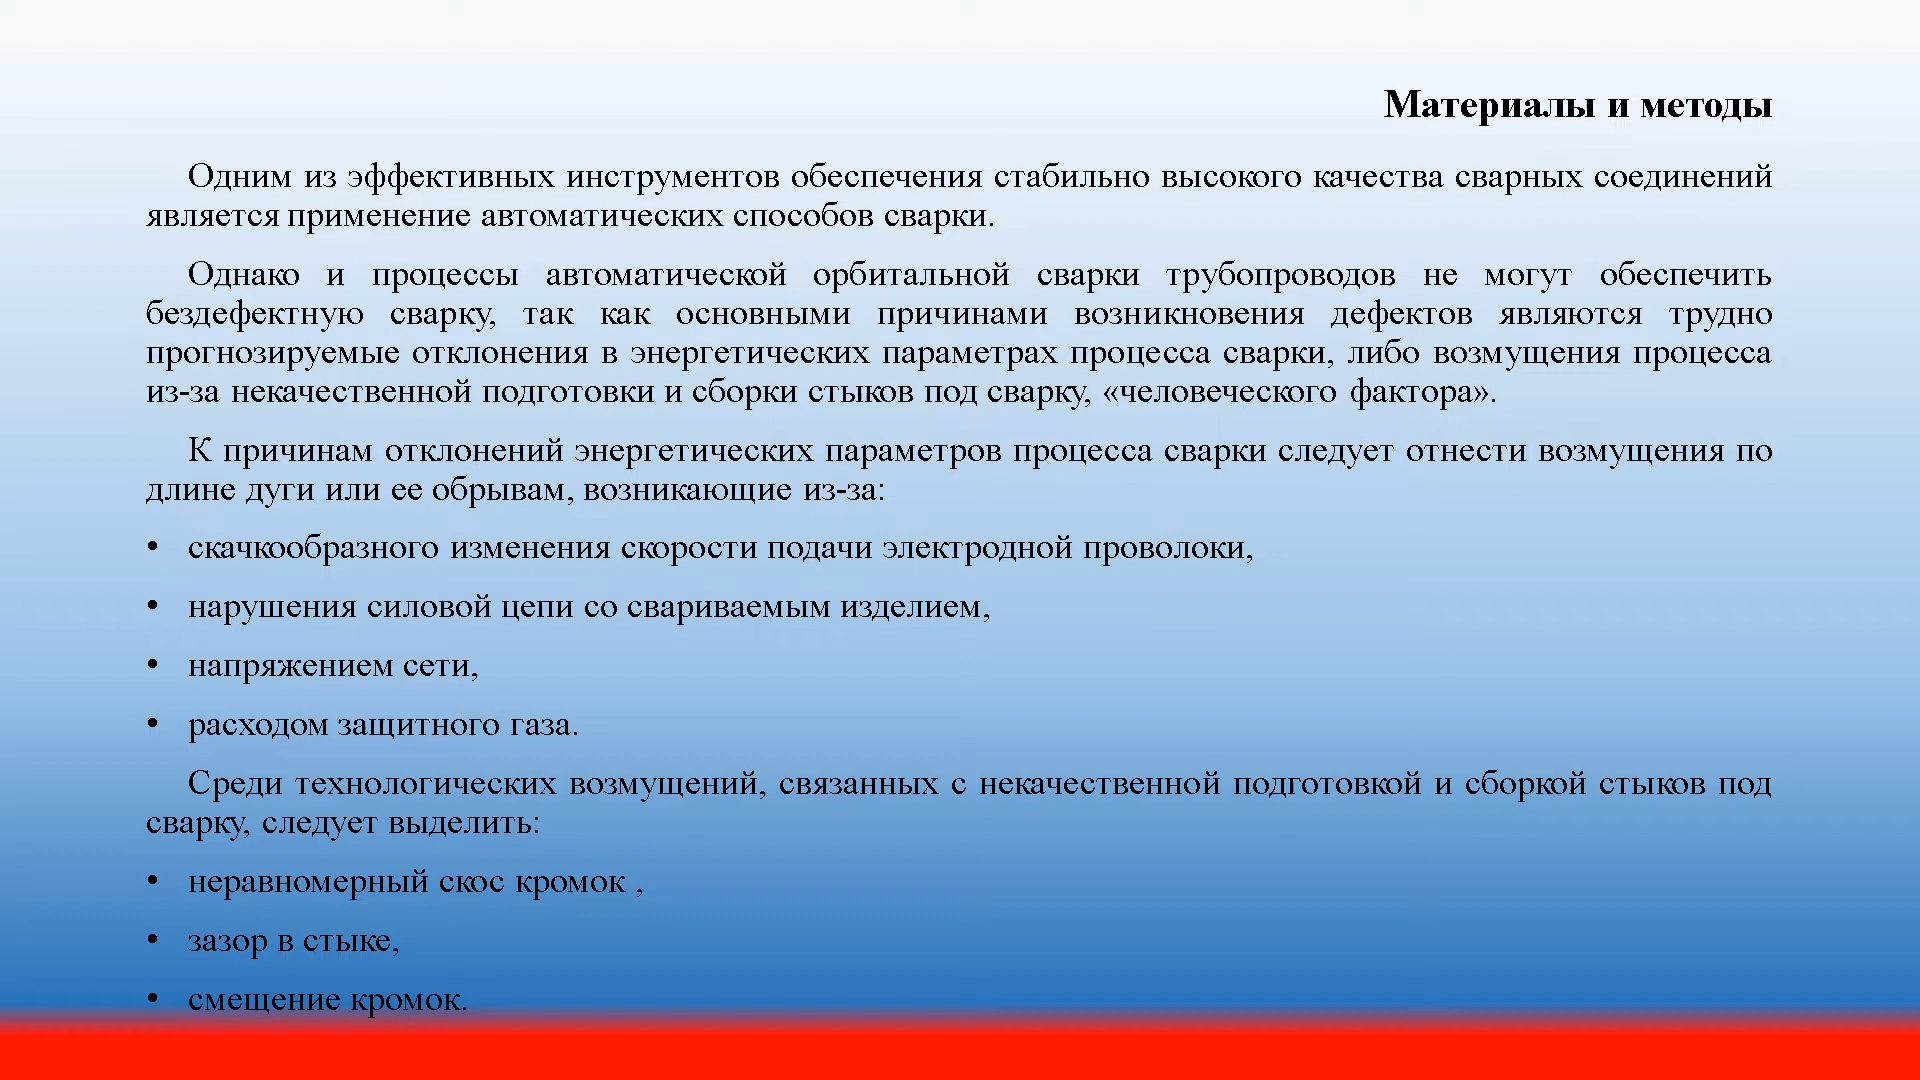 Материалы и методы
Одним из эффективных инструментов обеспечения стабильно высокого качества сварных соединений
является применение автоматических способов сварки.
Однако и процессы автоматической орбитальной сварки трубопроводов не могут обеспечить
бездефектную сварку, так как основными причинами возникновения дефектов являются трудно
прогнозируемые отклонения в энергетических параметрах процесса сварки, либо возмущения процесса
из-за некачественной подготовки и сборки стыков под сварку, «человеческого фактора».
К причинам отклонений энергетических параметров процесса сварки следует отнести возмущения по
длине дуги или ее обрывам, возникающие из-за:
• скачкообразного изменения скорости подачи электродной проволоки,
• нарушения силовой цепи со свариваемым изделием,
• напряжением сети,
• расходом защитного газа.
Среди технологических возмущений, связанных с некачественной подготовкой и сборкой стыков под
сварку, следует выделить:
• неравномерный скос кромок ,
• зазор в стыке,
• смещение кромок.